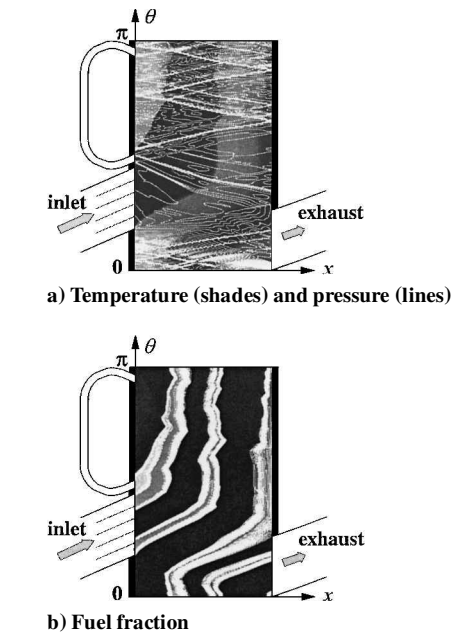 θ
π
inlet
exhaust
0
x
a) Temperature (shades) and pressure (lines)
θ
π
inlet
exhaust
0
x
b) Fuel fraction